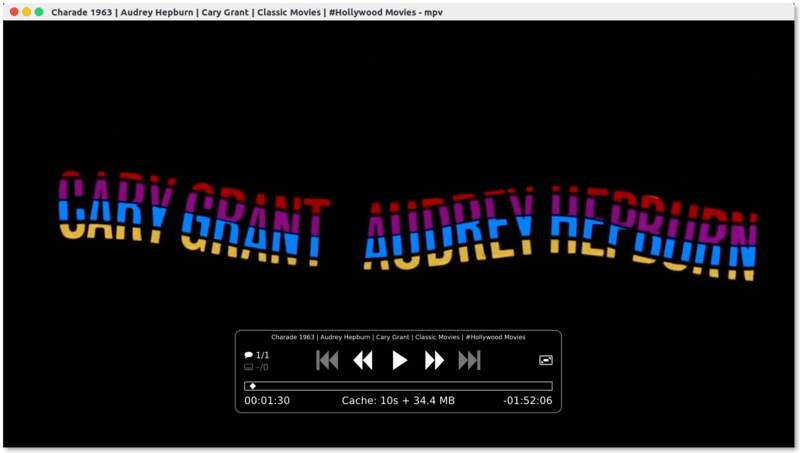 Charade 1963 | Audrey Hepburn | Cary Grant | Classic Movies | #Hollywood Movies - mpv
CARY GRANT AUDREY HEPBURN
Charade 1963 | Audrey Hepburn | Cary Grant | Classic Movies | #Hollywood Movies
1/1
–/0
00:01:30 Cache: 10s + 34.4 MB -01:52:06